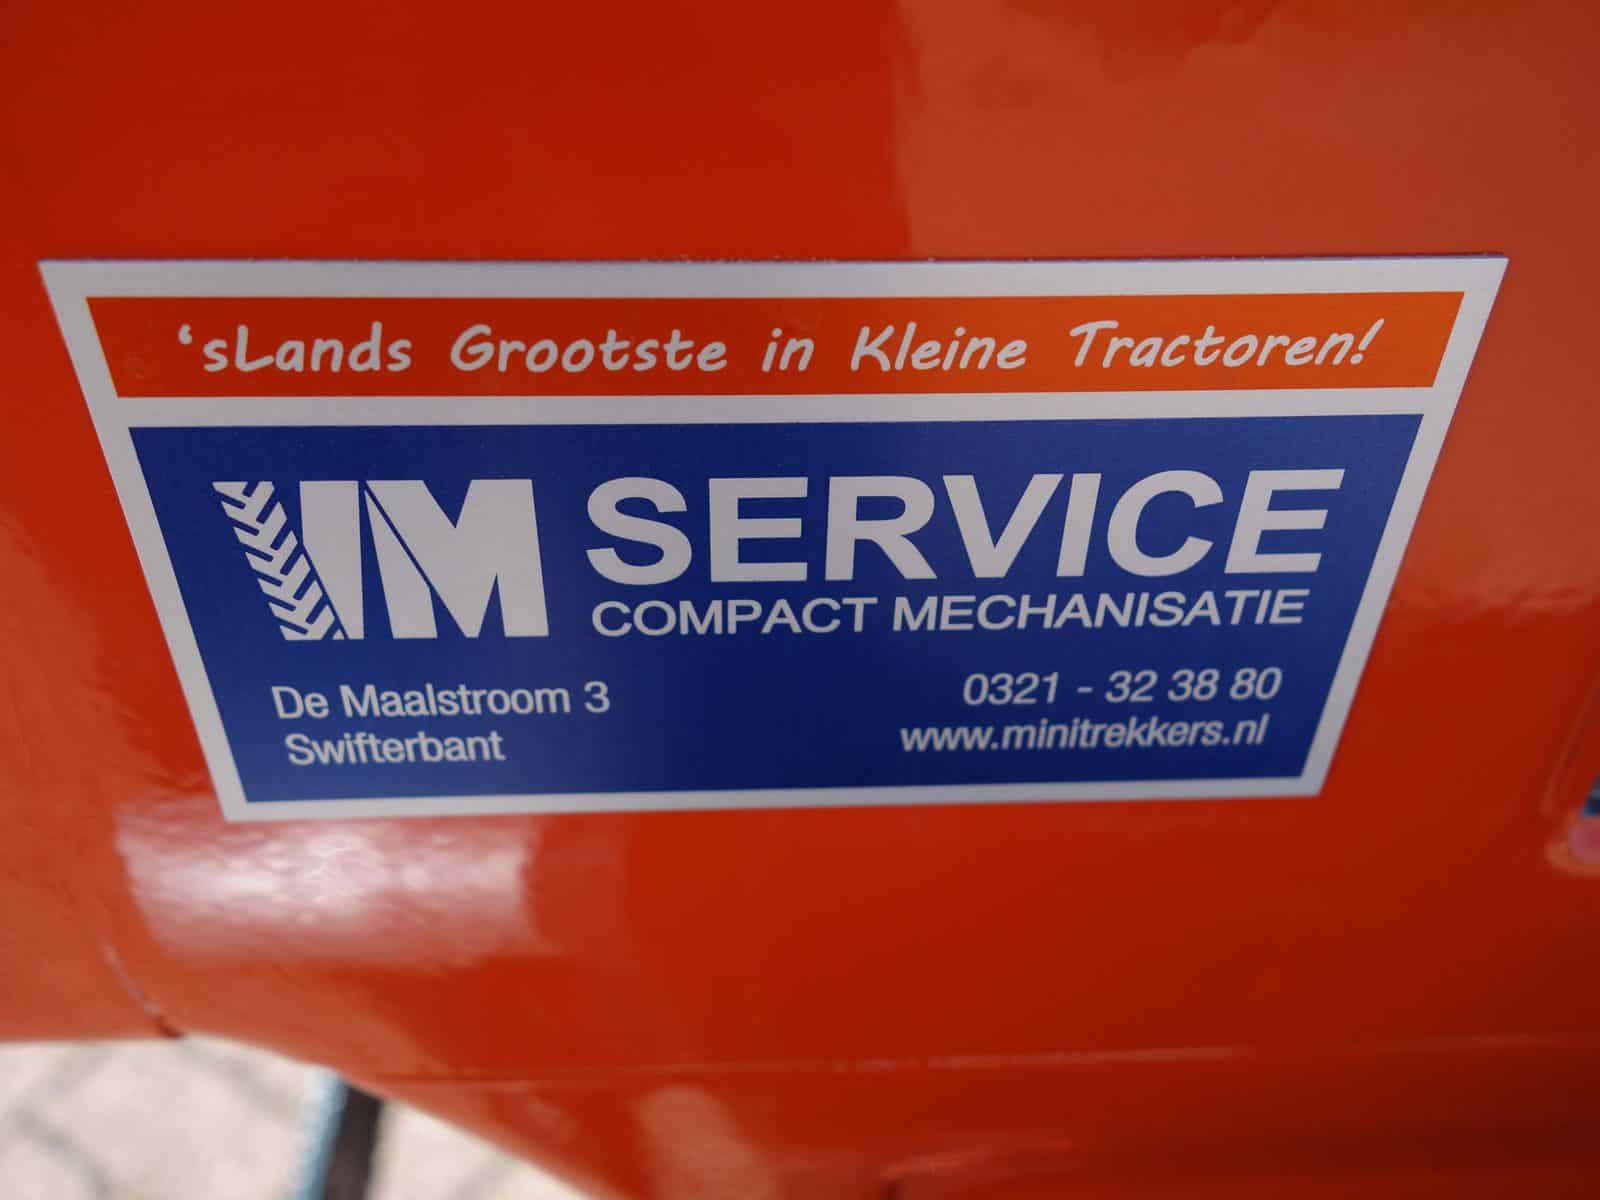 ‘sLands Grootste in Kleine Tractoren!
IM SERVICE
COMPACT MECHANISATIE
De Maalstroom 3
Swifterbant
0321 - 32 38 80
www.minitrekkers.nl